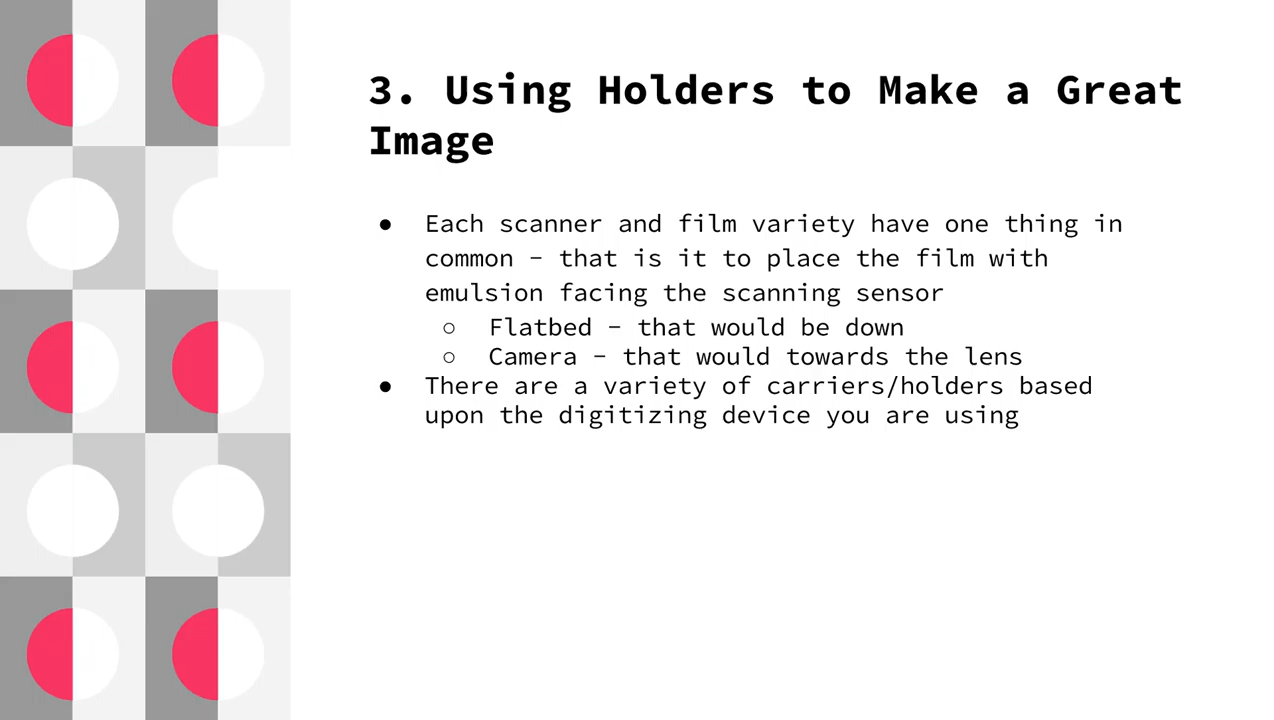 3. Using Holders to Make a Great
Image
● Each scanner and film variety have one thing in
common – that is it to place the film with
emulsion facing the scanning sensor
○ Flatbed – that would be down
○ Camera – that would towards the lens
● There are a variety of carriers/holders based
upon the digitizing device you are using